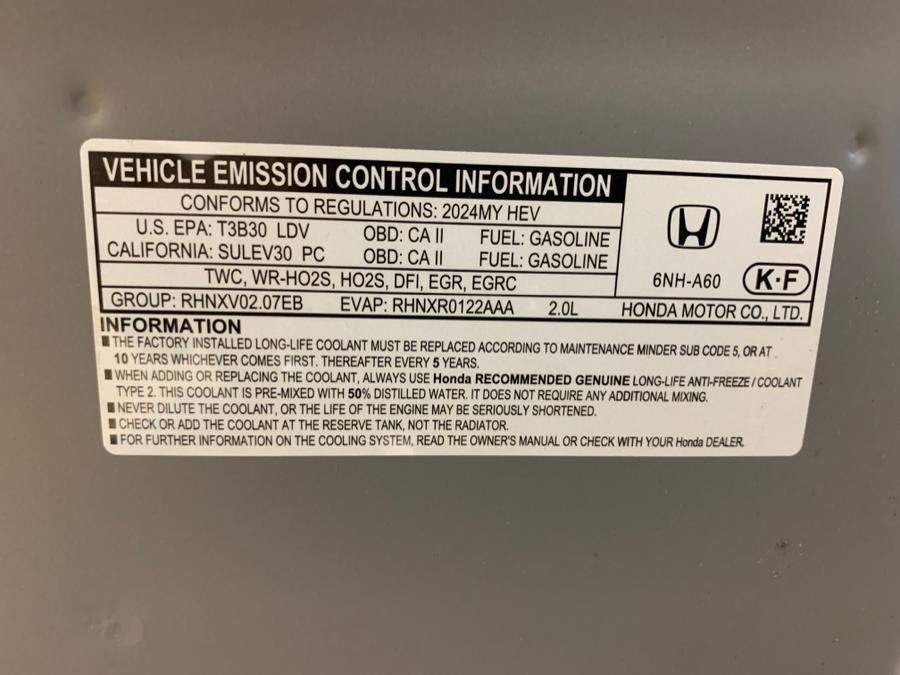 VEHICLE EMISSION CONTROL INFORMATION
CONFORMS TO REGULATIONS: 2024MY HEV
U.S. EPA: T3B30 LDV OBD: CA II FUEL: GASOLINE
CALIFORNIA: SULEV30 PC OBD: CA II FUEL: GASOLINE
TWC, WR-HO2S, HO2S, DFI, EGR, EGRC
6NH-A60 K·F
GROUP: RHNXV02.07EB EVAP: RHNXR0122AAA 2.0L HONDA MOTOR CO., LTD.
INFORMATION
■ THE FACTORY INSTALLED LONG-LIFE COOLANT MUST BE REPLACED ACCORDING TO MAINTENANCE MINDER SUB CODE 5, OR AT
10 YEARS WHICHEVER COMES FIRST. THEREAFTER EVERY 5 YEARS.
■ WHEN ADDING OR REPLACING THE COOLANT, ALWAYS USE Honda RECOMMENDED GENUINE LONG-LIFE ANTI-FREEZE / COOLANT
TYPE 2. THIS COOLANT IS PRE-MIXED WITH 50% DISTILLED WATER. IT DOES NOT REQUIRE ANY ADDITIONAL MIXING.
■ NEVER DILUTE THE COOLANT, OR THE LIFE OF THE ENGINE MAY BE SERIOUSLY SHORTENED.
■ CHECK OR ADD THE COOLANT AT THE RESERVE TANK, NOT THE RADIATOR.
■ FOR FURTHER INFORMATION ON THE COOLING SYSTEM, READ THE OWNER'S MANUAL OR CHECK WITH YOUR Honda DEALER.